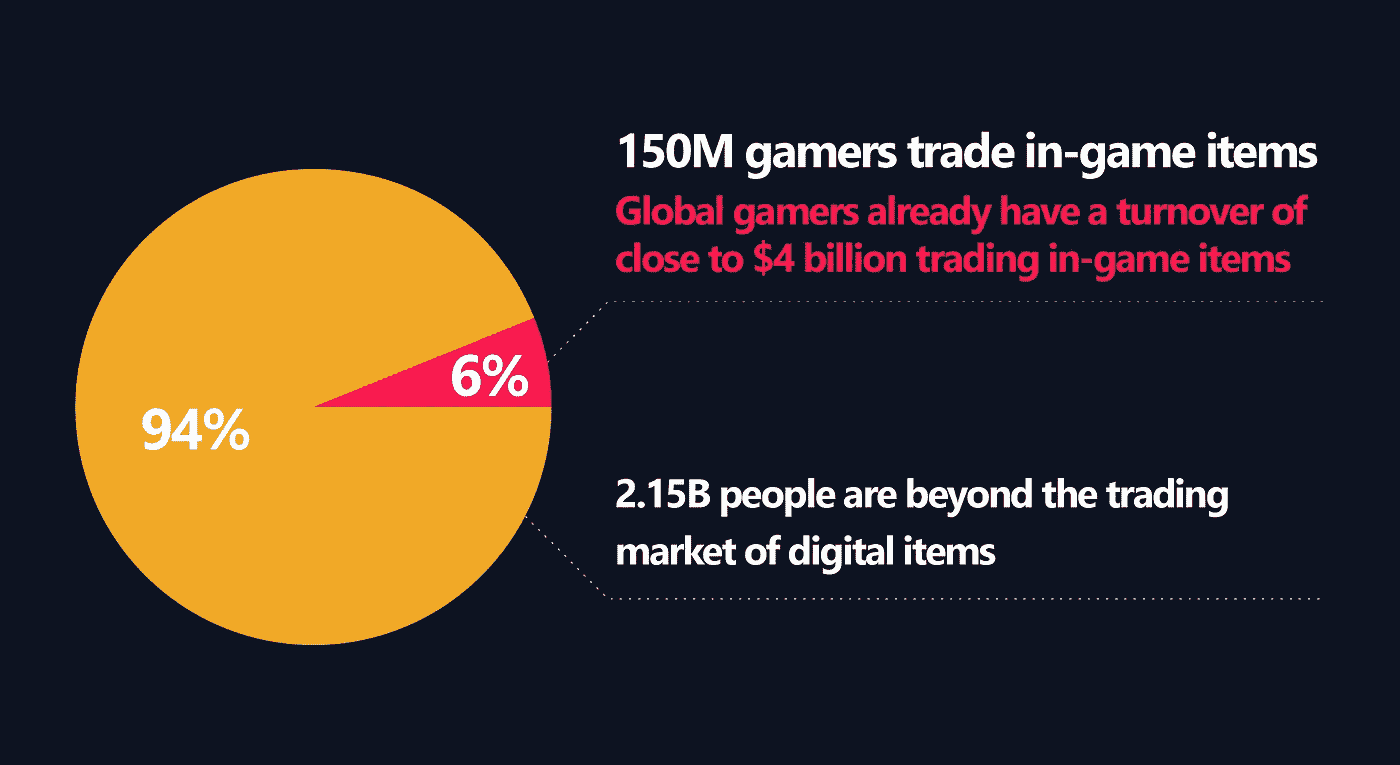 150M gamers trade in-game items
Global gamers already have a turnover of
close to $4 billion trading in-game items
6%
94%
2.15B people are beyond the trading
market of digital items